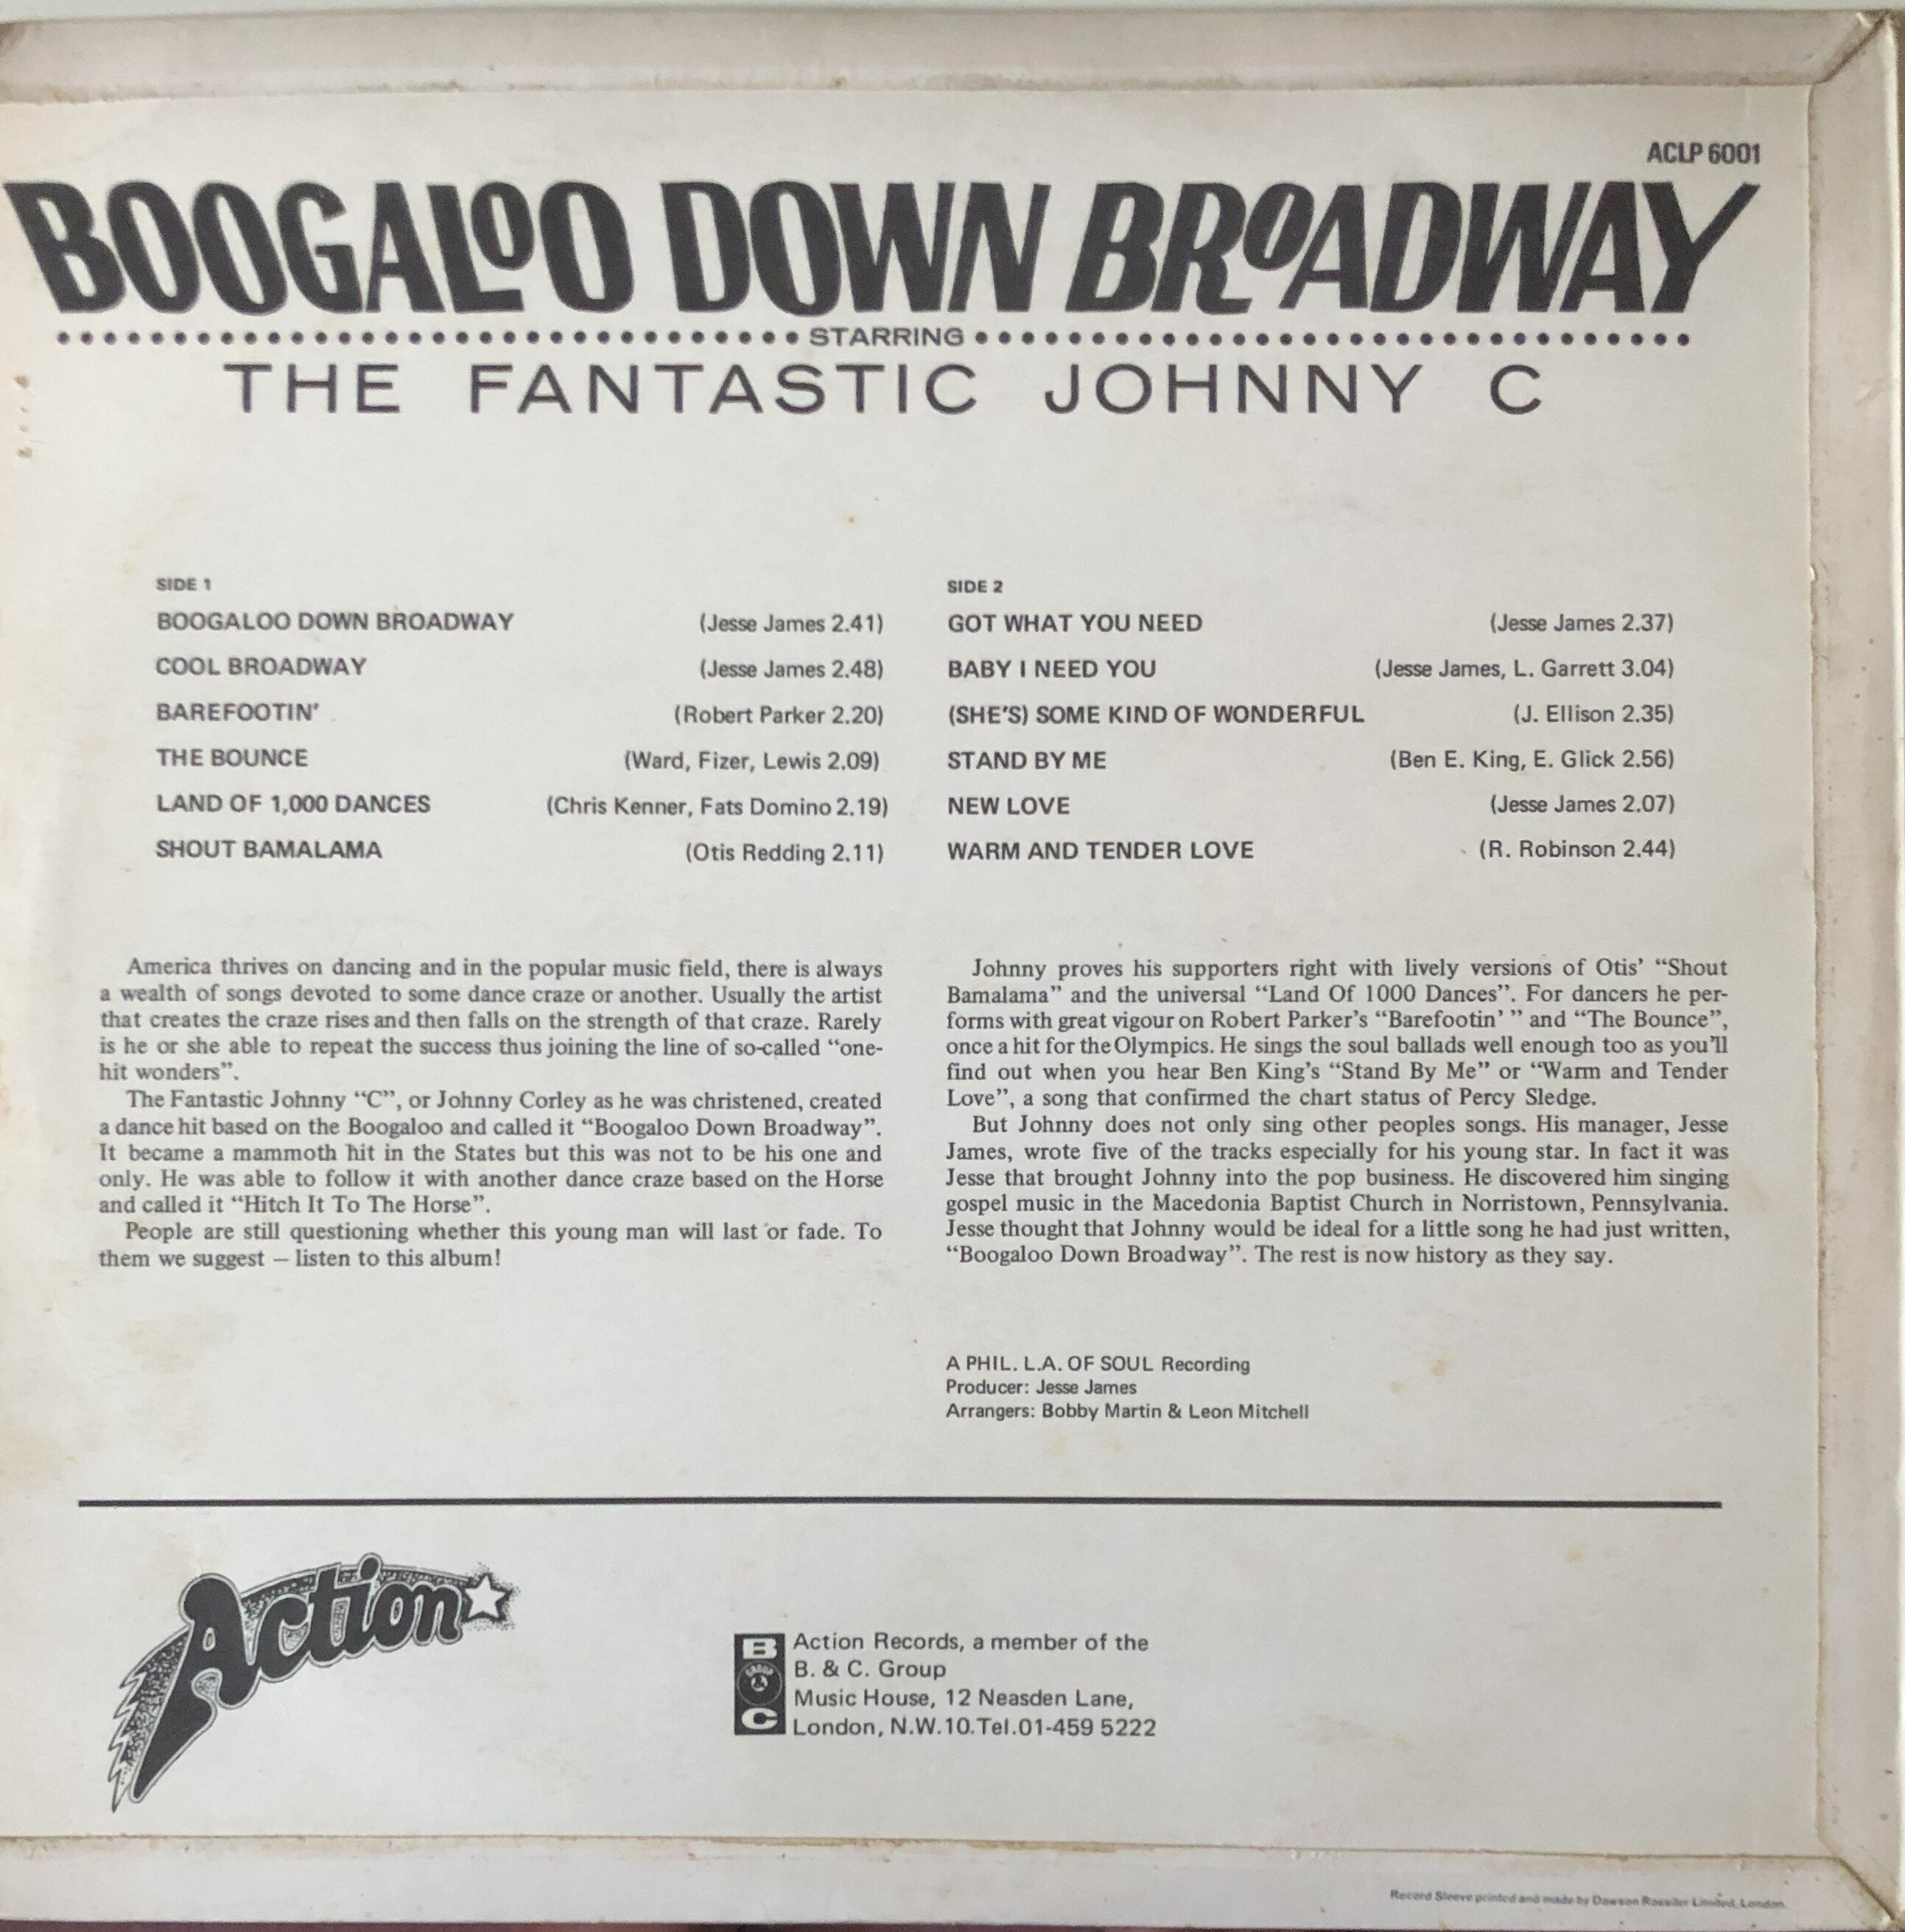 ACLP 6001
BOOGALOO DOWN BROADWAY
STARRING
THE FANTASTIC JOHNNY C
SIDE 1
BOOGALOO DOWN BROADWAY (Jesse James 2.41)
COOL BROADWAY (Jesse James 2.48)
BAREFOOTIN' (Robert Parker 2.20)
THE BOUNCE (Ward, Fizer, Lewis 2.09)
LAND OF 1,000 DANCES (Chris Kenner, Fats Domino 2.19)
SHOUT BAMALAMA (Otis Redding 2.11)
SIDE 2
GOT WHAT YOU NEED (Jesse James 2.37)
BABY I NEED YOU (Jesse James, L. Garrett 3.04)
(SHE'S) SOME KIND OF WONDERFUL (J. Ellison 2.35)
STAND BY ME (Ben E. King, E. Glick 2.56)
NEW LOVE (Jesse James 2.07)
WARM AND TENDER LOVE (R. Robinson 2.44)
America thrives on dancing and in the popular music field, there is always
a wealth of songs devoted to some dance craze or another. Usually the artist
that creates the craze rises and then falls on the strength of that craze. Rarely
is he or she able to repeat the success thus joining the line of so-called “one-
hit wonders”.
The Fantastic Johnny “C”, or Johnny Corley as he was christened, created
a dance hit based on the Boogaloo and called it “Boogaloo Down Broadway”.
It became a mammoth hit in the States but this was not to be his one and
only. He was able to follow it with another dance craze based on the Horse
and called it “Hitch It To The Horse”.
People are still questioning whether this young man will last or fade. To
them we suggest – listen to this album!
Johnny proves his supporters right with lively versions of Otis’ “Shout
Bamalama” and the universal “Land Of 1000 Dances”. For dancers he per-
forms with great vigour on Robert Parker’s “Barefootin’ ” and “The Bounce”,
once a hit for the Olympics. He sings the soul ballads well enough too as you’ll
find out when you hear Ben King’s “Stand By Me” or “Warm and Tender
Love”, a song that confirmed the chart status of Percy Sledge.
But Johnny does not only sing other peoples songs. His manager, Jesse
James, wrote five of the tracks especially for his young star. In fact it was
Jesse that brought Johnny into the pop business. He discovered him singing
gospel music in the Macedonia Baptist Church in Norristown, Pennsylvania.
Jesse thought that Johnny would be ideal for a little song he had just written,
“Boogaloo Down Broadway”. The rest is now history as they say.
A PHIL. L.A. OF SOUL Recording
Producer: Jesse James
Arrangers: Bobby Martin & Leon Mitchell
Action
B
GROUP
&
C
Action Records, a member of the
B. & C. Group
Music House, 12 Neasden Lane,
London, N.W.10.Tel.01-459 5222
Record Sleeve printed and made by Dawson Rossiter Limited, London.